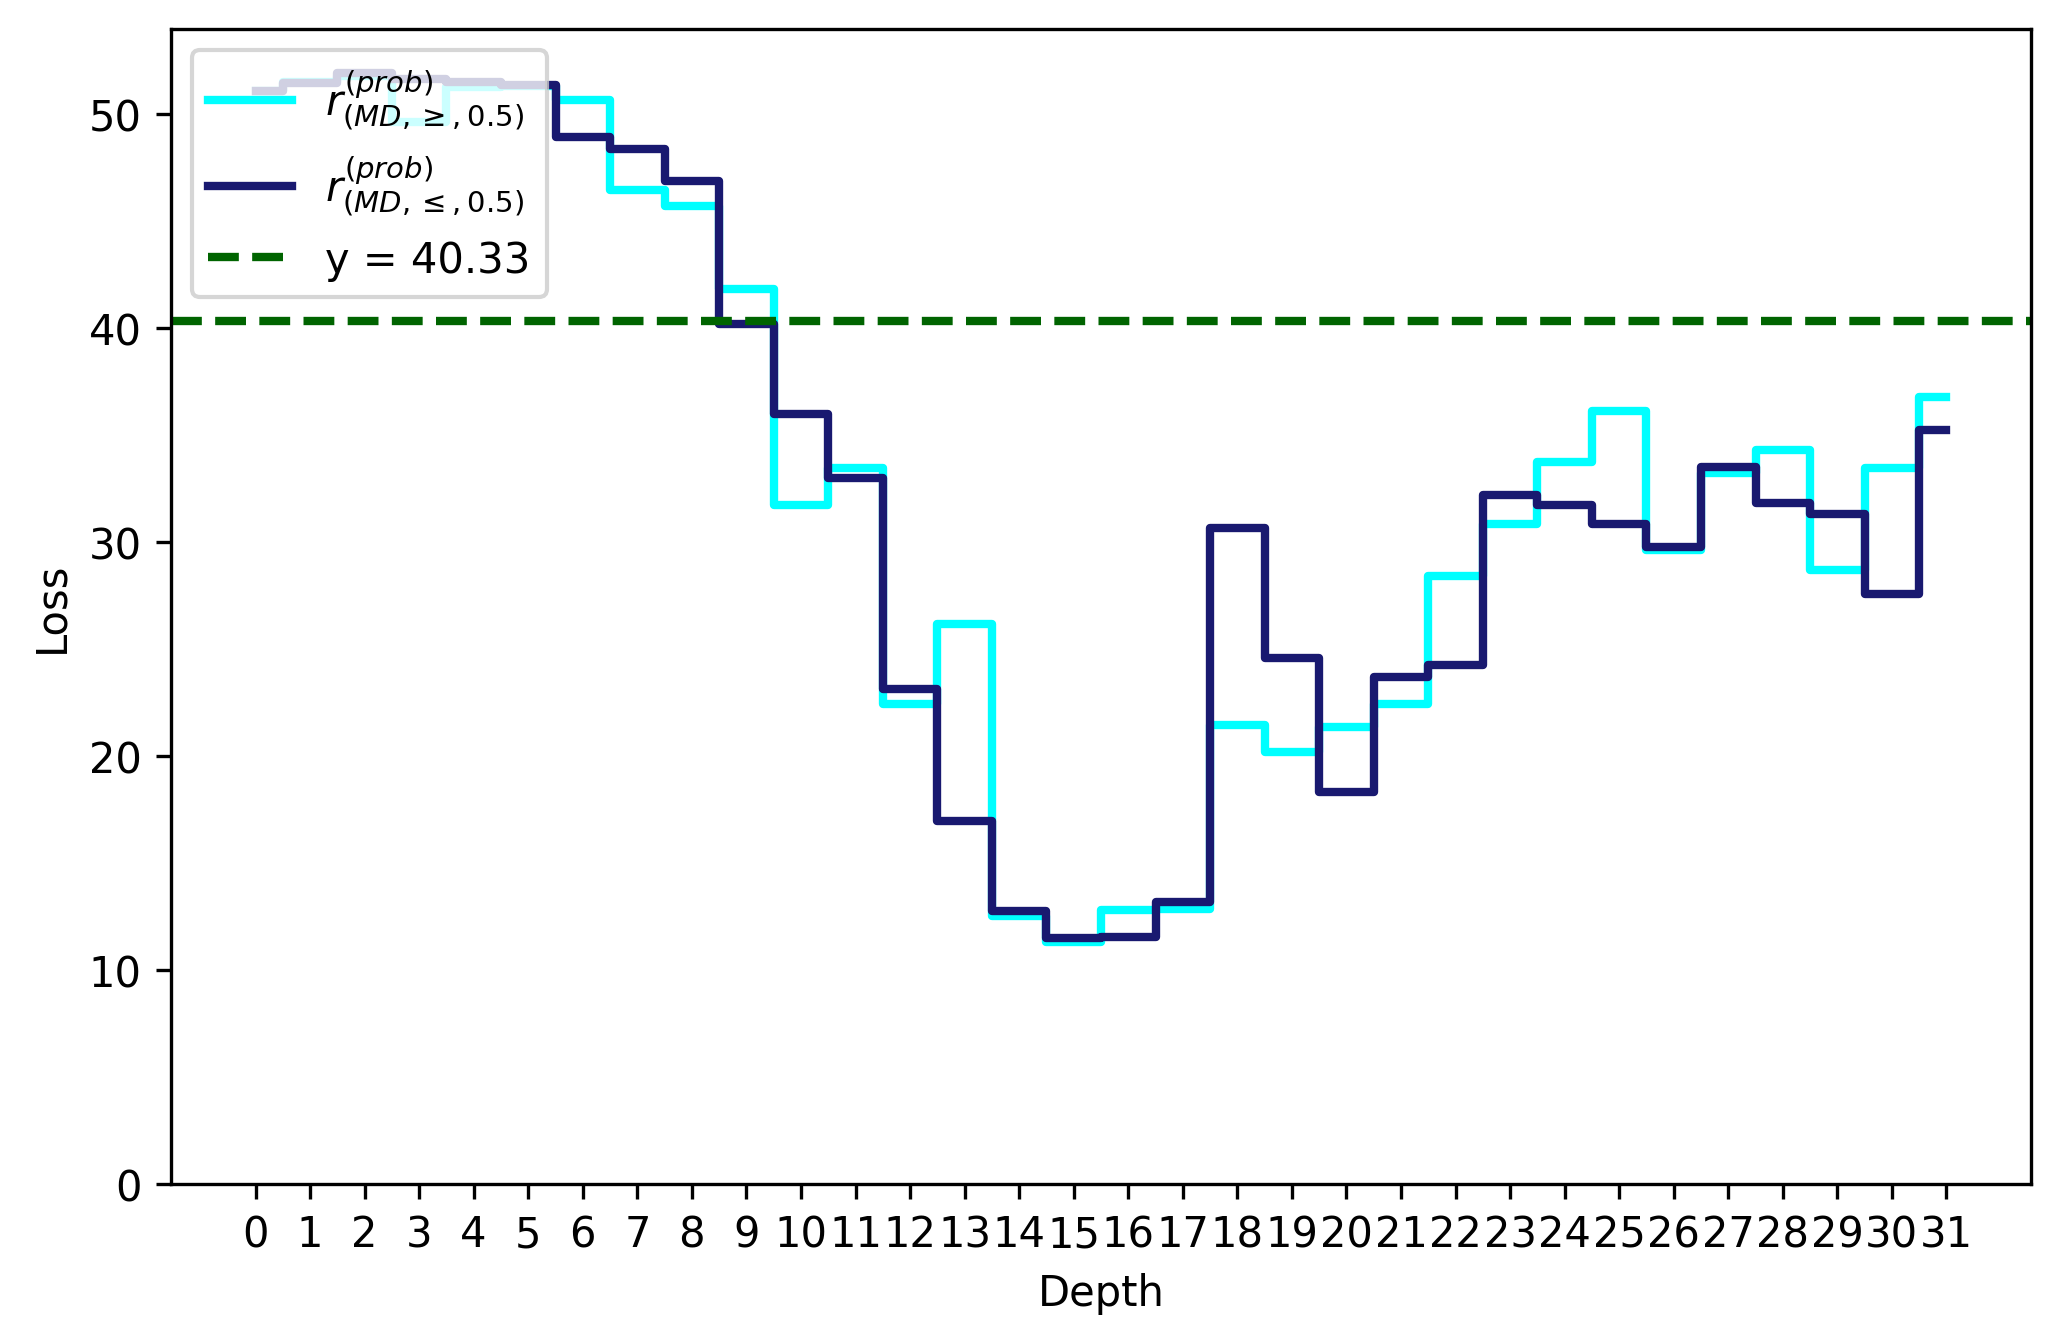 r(MD, ≥, 0.5)(prob)
r(MD, ≤, 0.5)(prob)
y = 40.33
50
40
30
20
10
0
Loss
0 1 2 3 4 5 6 7 8 9 10 11 12 13 14 15 16 17 18 19 20 21 22 23 24 25 26 27 28 29 30 31
Depth